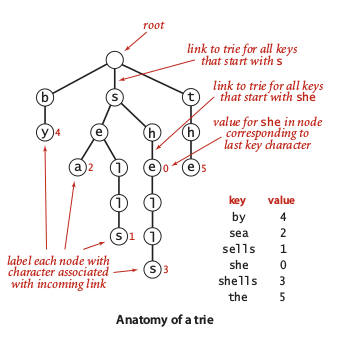 root
link to trie for all keys
that start with s
link to trie for all keys
that start with she
b
s
t
value for she in node
corresponding to
last key character
y 4
e
h
h
a 2
l
e 0
e 5
l
l
s 1
l
s 3
label each node with
character associated
with incoming link
key value
by 4
sea 2
sells 1
she 0
shells 3
the 5
Anatomy of a trie